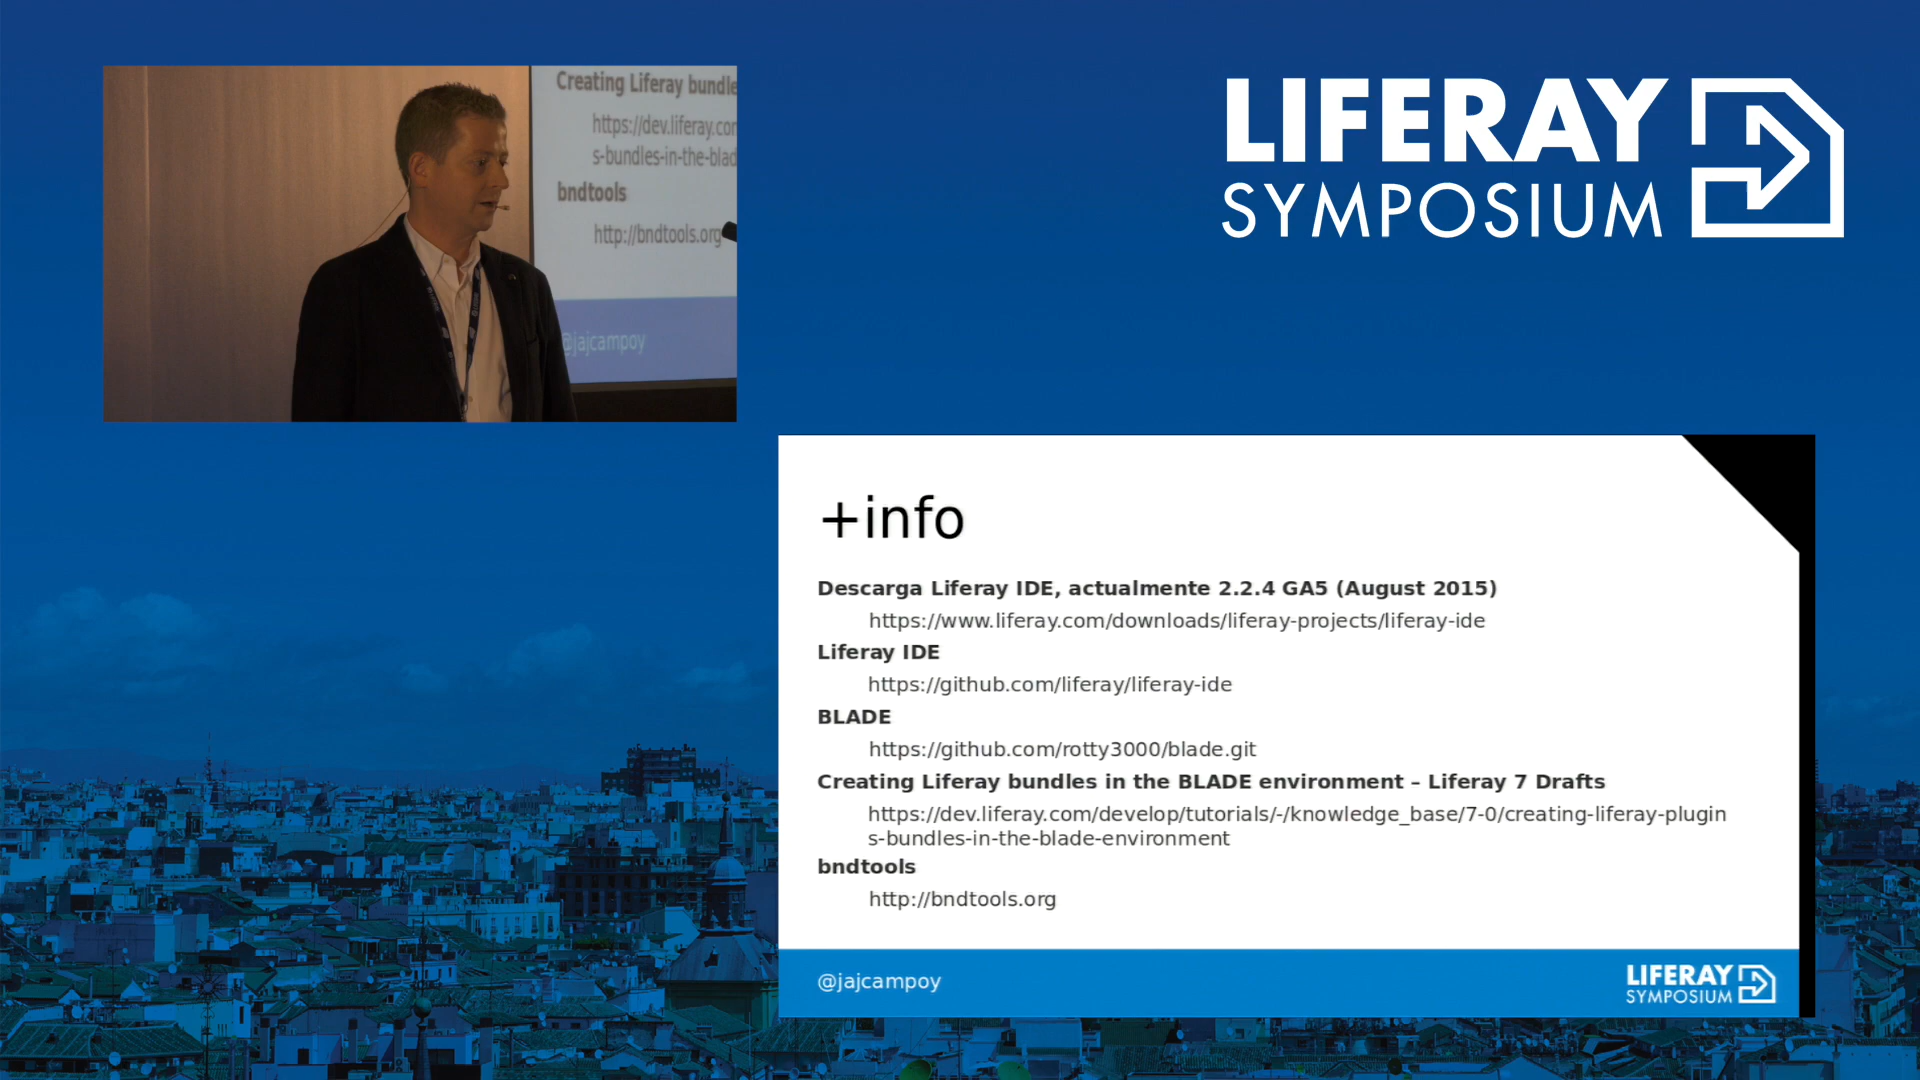 Creating Liferay bundle
https://dev.liferay.cor
s-bundles-in-the-blad
bndtools
http://bndtools.org
@jajcampoy
LIFERAY
SYMPOSIUM
+info
Descarga Liferay IDE, actualmente 2.2.4 GA5 (August 2015)
https://www.liferay.com/downloads/liferay-projects/liferay-ide
Liferay IDE
https://github.com/liferay/liferay-ide
BLADE
https://github.com/rotty3000/blade.git
Creating Liferay bundles in the BLADE environment – Liferay 7 Drafts
https://dev.liferay.com/develop/tutorials/-/knowledge_base/7-0/creating-liferay-plugin
s-bundles-in-the-blade-environment
bndtools
http://bndtools.org
@jajcampoy
LIFERAY
SYMPOSIUM